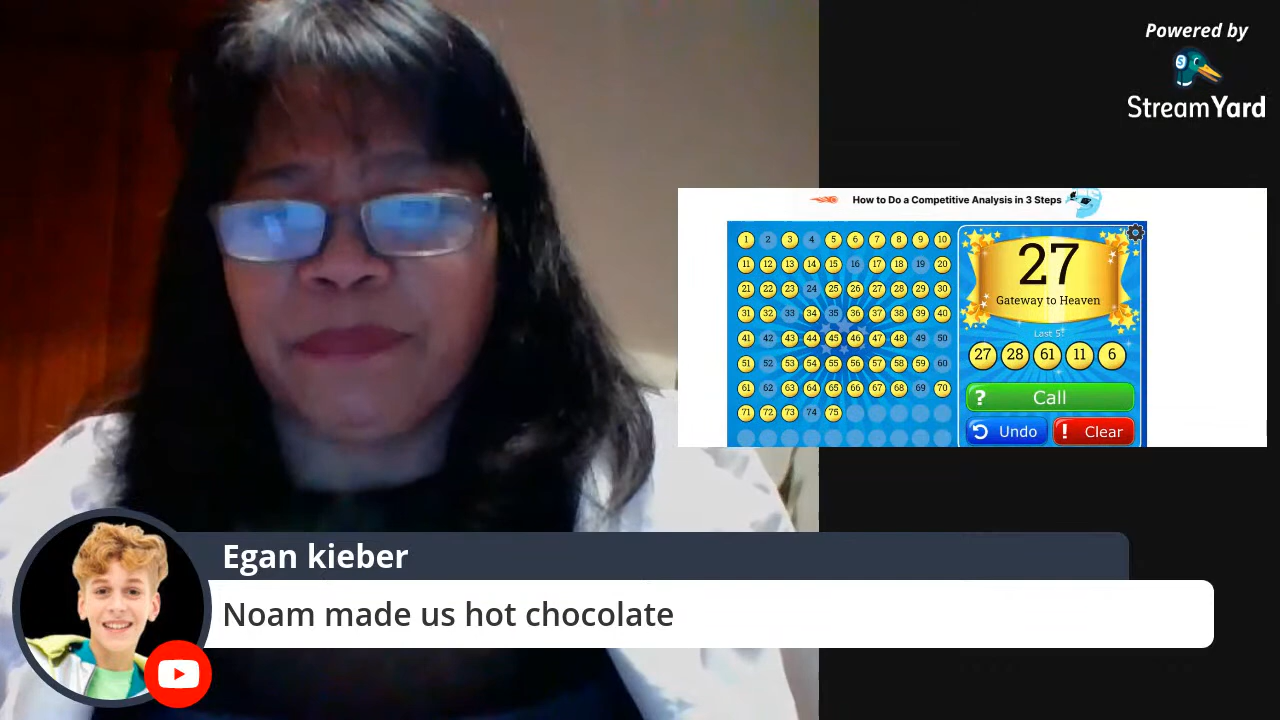 Powered by
StreamYard
How to Do a Competitive Analysis in 3 Steps
1 2 3 4 5 6 7 8 9 10
11 12 13 14 15 16 17 18 19 20
21 22 23 24 25 26 27 28 29 30
31 32 33 34 35 36 37 38 39 40
41 42 43 44 45 46 47 48 49 50
51 52 53 54 55 56 57 58 59 60
61 62 63 64 65 66 67 68 69 70
71 72 73 74 75
27
Gateway to Heaven
Last 5:
27 28 61 11 6
? Call
Undo ! Clear
Egan kieber
Noam made us hot chocolate